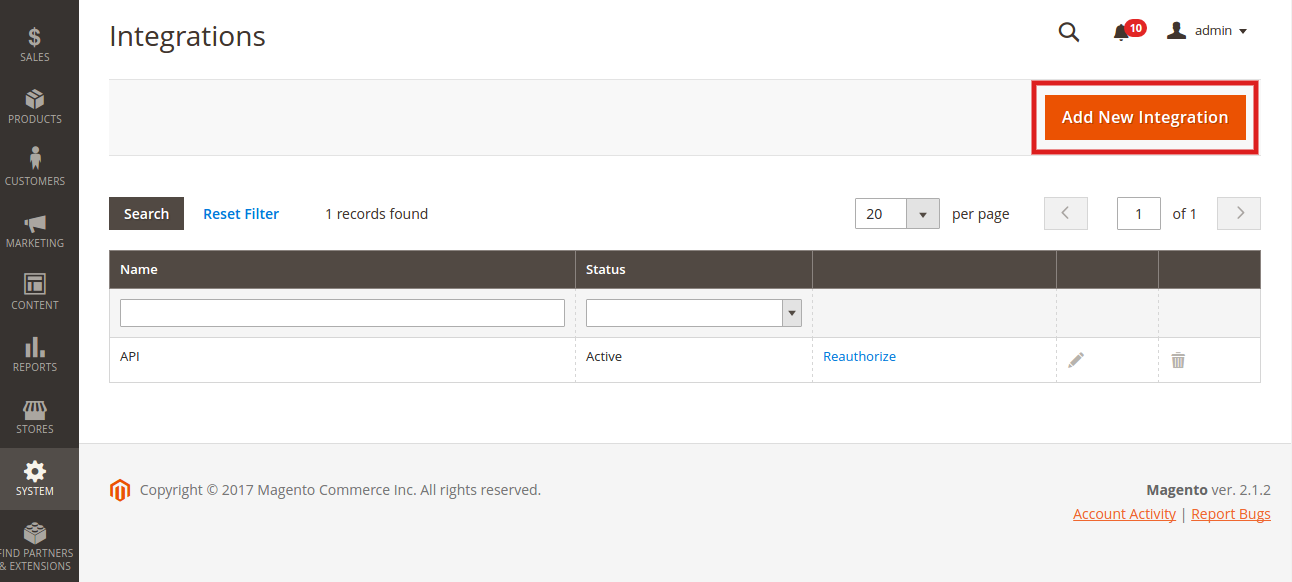 $
SALES
PRODUCTS
CUSTOMERS
MARKETING
CONTENT
REPORTS
STORES
SYSTEM
FIND PARTNERS
& EXTENSIONS
Integrations
10
admin
Add New Integration
Search Reset Filter 1 records found 20 per page 1 of 1
Name Status
API Active Reauthorize
Copyright © 2017 Magento Commerce Inc. All rights reserved.
Magento ver. 2.1.2
Account Activity | Report Bugs